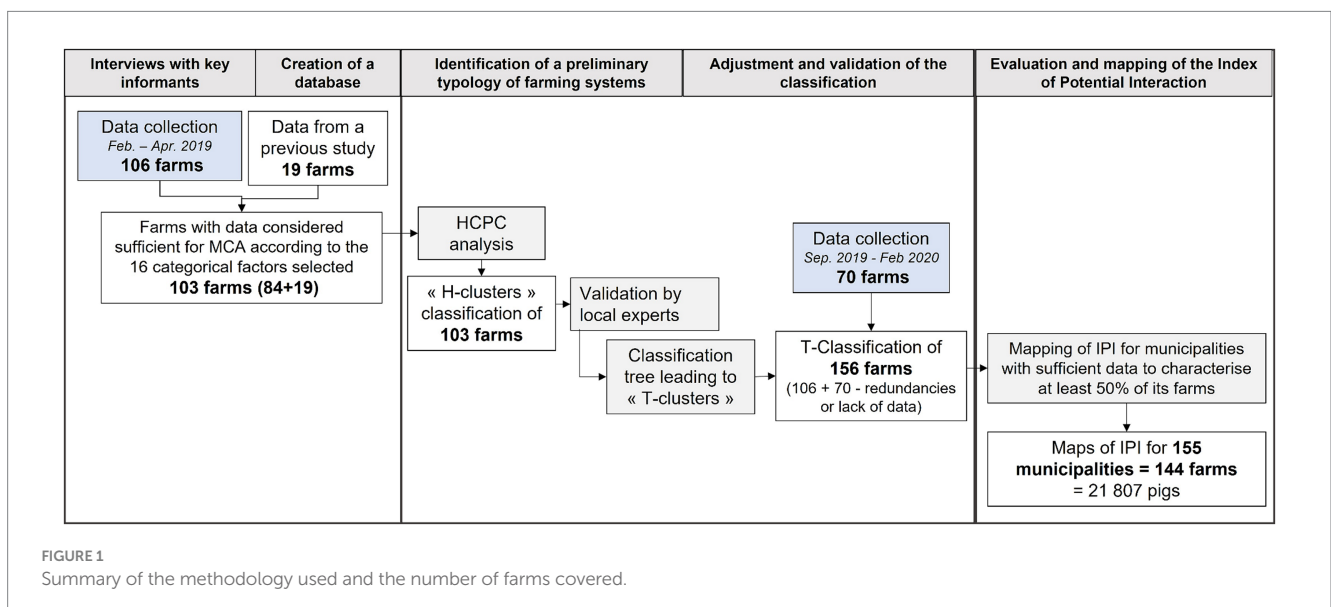 Interviews with key
informants
Creation of a
database
Identification of a preliminary
typology of farming systems
Adjustment and validation of the
classification
Evaluation and mapping of the Index
of Potential Interaction
Data collection
Feb. – Apr. 2019
106 farms
Data from a
previous study
19 farms
Farms with data considered
sufficient for MCA according to the
16 categorical factors selected
103 farms (84+19)
HCPC
analysis
« H-clusters »
classification of
103 farms
Validation by
local experts
Classification
tree leading to
« T-clusters »
Data collection
Sep. 2019 - Feb 2020
70 farms
T-Classification of
156 farms
(106 + 70 - redundancies
or lack of data)
Mapping of IPI for municipalities
with sufficient data to characterise
at least 50% of its farms
Maps of IPI for 155
municipalities = 144 farms
= 21 807 pigs
FIGURE 1
Summary of the methodology used and the number of farms covered.